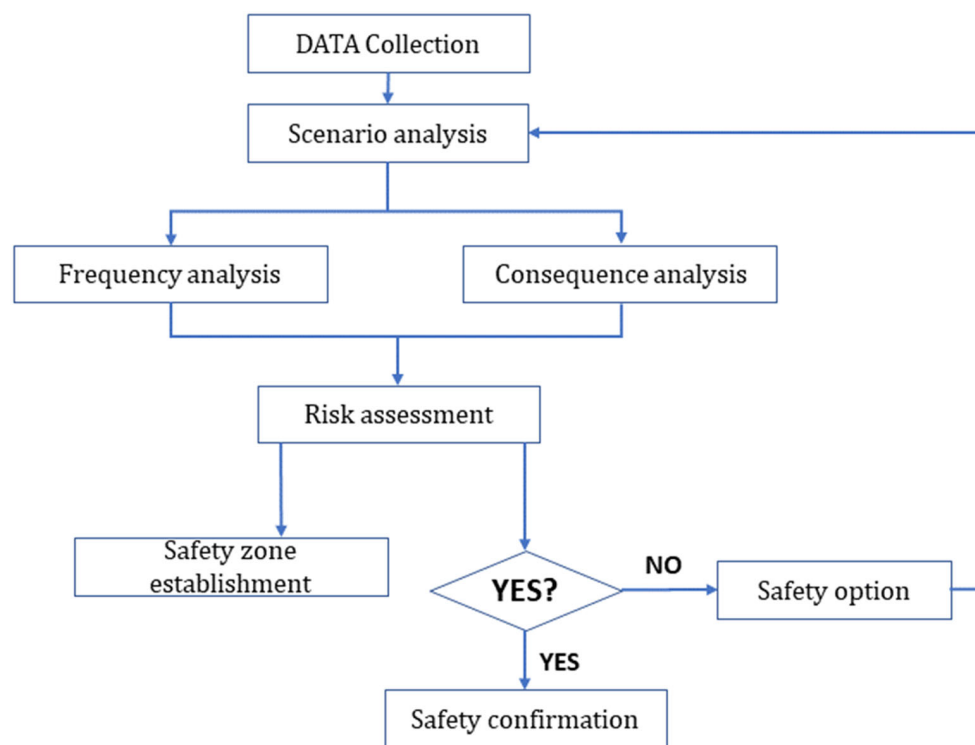 DATA Collection
Scenario analysis
Frequency analysis
Consequence analysis
Risk assessment
Safety zone
establishment
YES?
NO
Safety option
YES
Safety confirmation